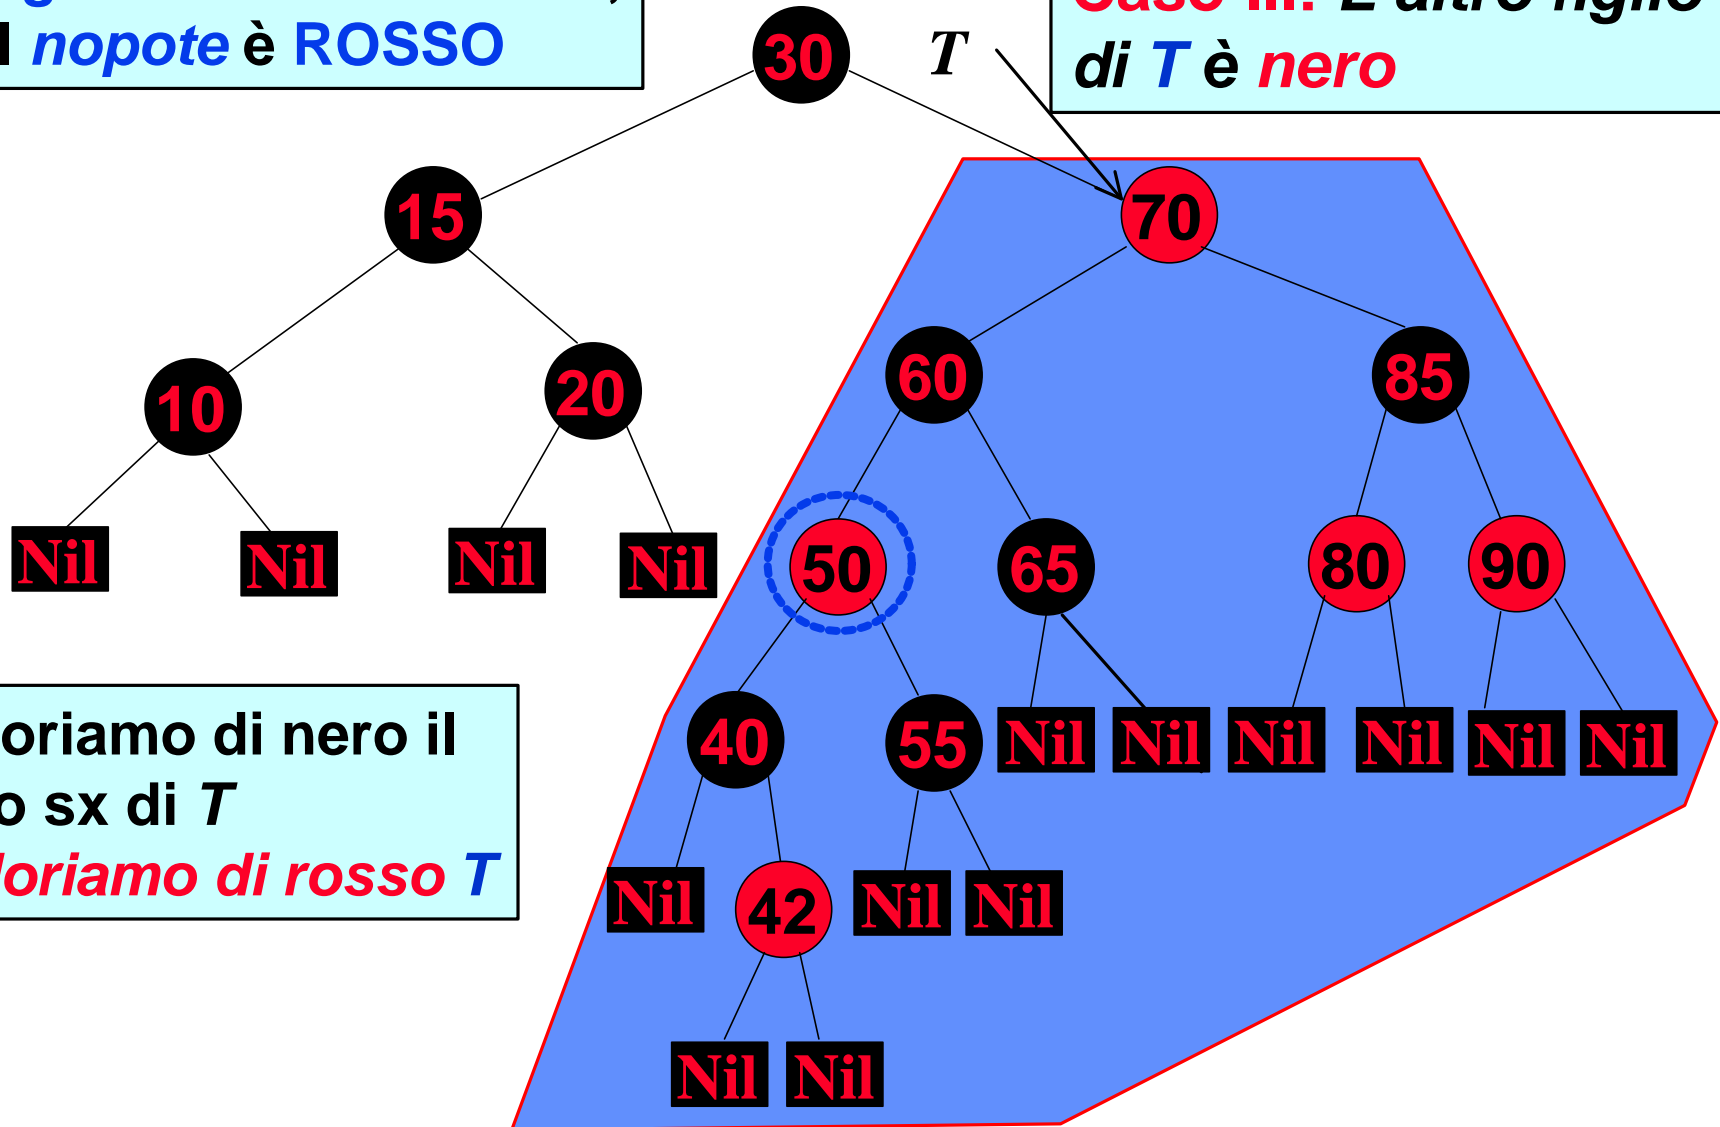 l nopote è ROSSO
di T è nero
T
30
15
70
10
20
60
85
Nil
Nil
Nil
Nil
50
65
80
90
oriamo di nero il
o sx di T
loriamo di rosso T
40
55
Nil
Nil
Nil
Nil
Nil
Nil
Nil
42
Nil
Nil
Nil
Nil